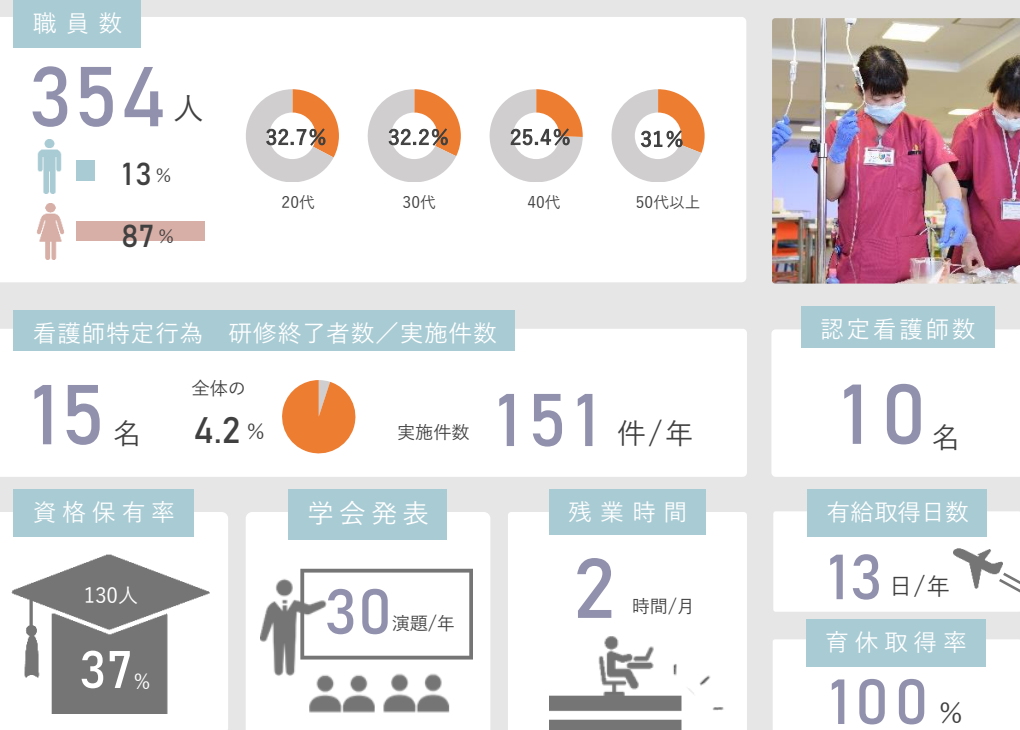 職員数
354人
13%
87%
32.7% 32.2% 25.4% 31%
20代 30代 40代 50代以上
看護師特定行為 研修終了者数／実施件数
15名
全体の
4.2%
実施件数 151件/年
認定看護師数
10名
資格保有率
130人
37%
学会発表
30演題/年
残業時間
2時間/月
有給取得日数
13日/年
育休取得率
100%